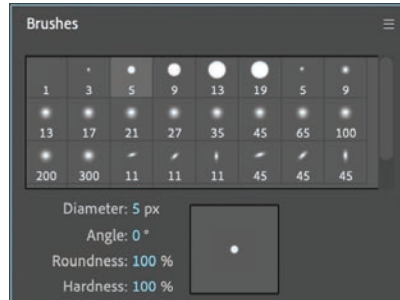 Brushes
1 3 5 9 13 19 5 9
13 17 21 27 35 45 65 100
200 300 11 11 11 45 45 45
Diameter: 5 px
Angle: 0 °
Roundness: 100 %
Hardness: 100 %